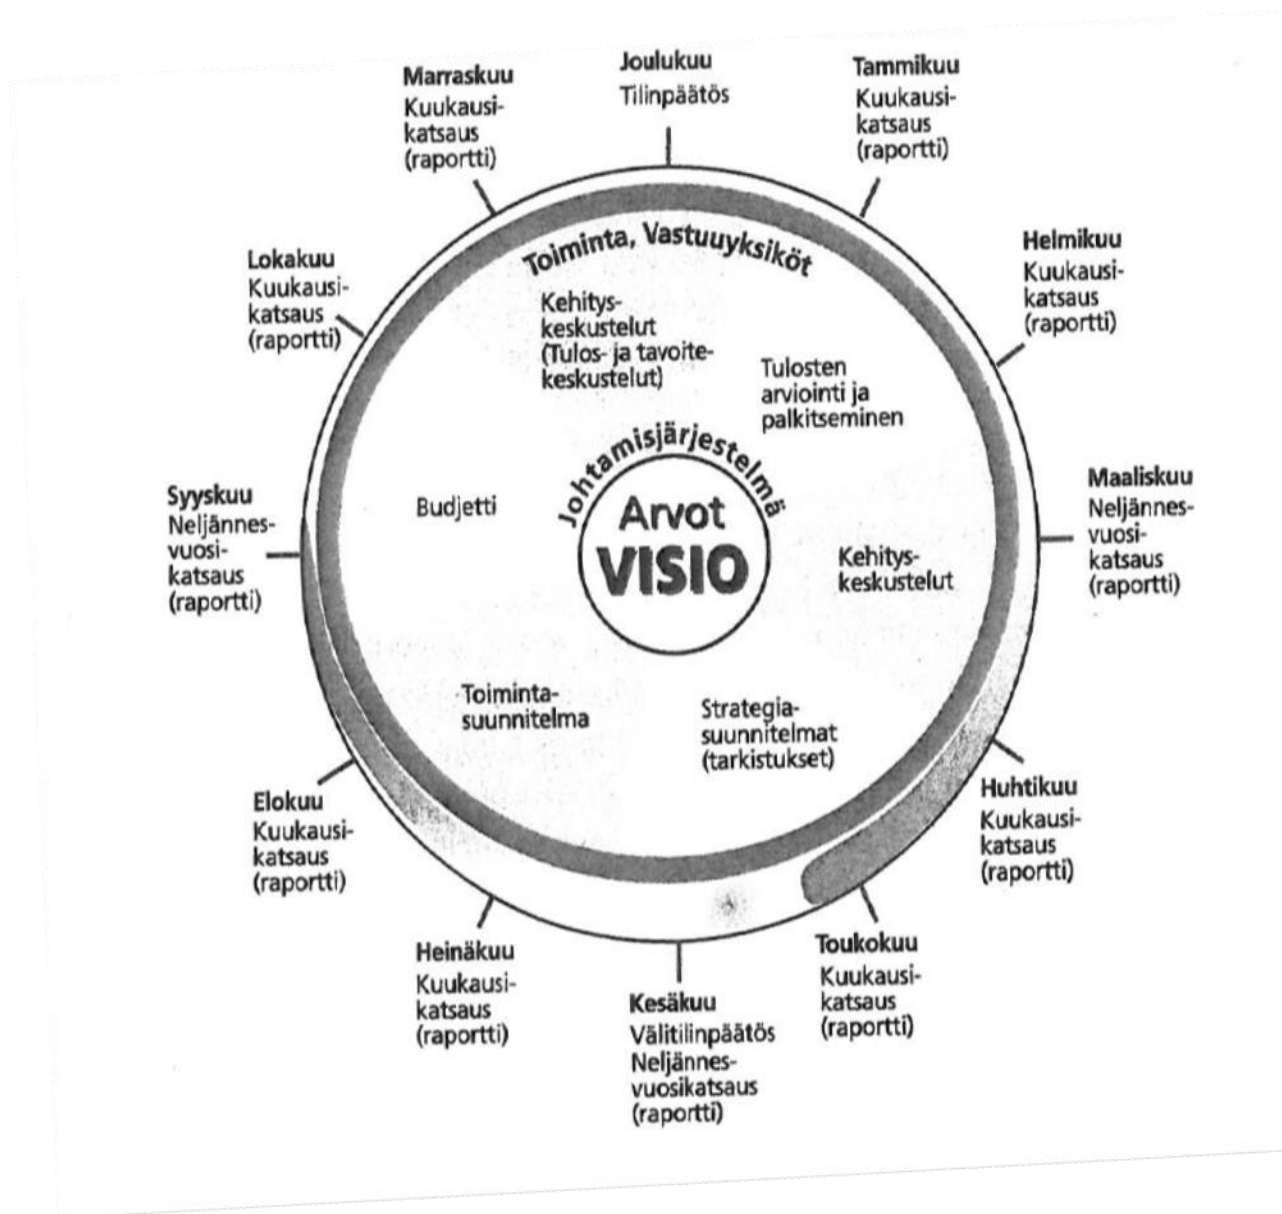 Joulukuu
Tilinpäätös
Tammikuu
Kuukausi-
katsaus
(raportti)
Helmikuu
Kuukausi-
katsaus
(raportti)
Maaliskuu
Neljännes-
vuosi-
katsaus
(raportti)
Huhtikuu
Kuukausi-
katsaus
(raportti)
Toukokuu
Kuukausi-
katsaus
(raportti)
Kesäkuu
Välitilinpäätös
Neljännes-
vuosikatsaus
(raportti)
Heinäkuu
Kuukausi-
katsaus
(raportti)
Elokuu
Kuukausi-
katsaus
(raportti)
Syyskuu
Neljännes-
vuosi-
katsaus
(raportti)
Lokakuu
Kuukausi-
katsaus
(raportti)
Marraskuu
Kuukausi-
katsaus
(raportti)
Toiminta, Vastuuyksiköt
Kehitys-
keskustelut
(Tulos- ja tavoite-
keskustelut)
Tulosten
arviointi ja
palkitseminen
Kehitys-
keskustelut
Strategia-
suunnitelmat
(tarkistukset)
Toiminta-
suunnitelma
Budjetti
Johtamisjärjestelmä
Arvot
VISIO